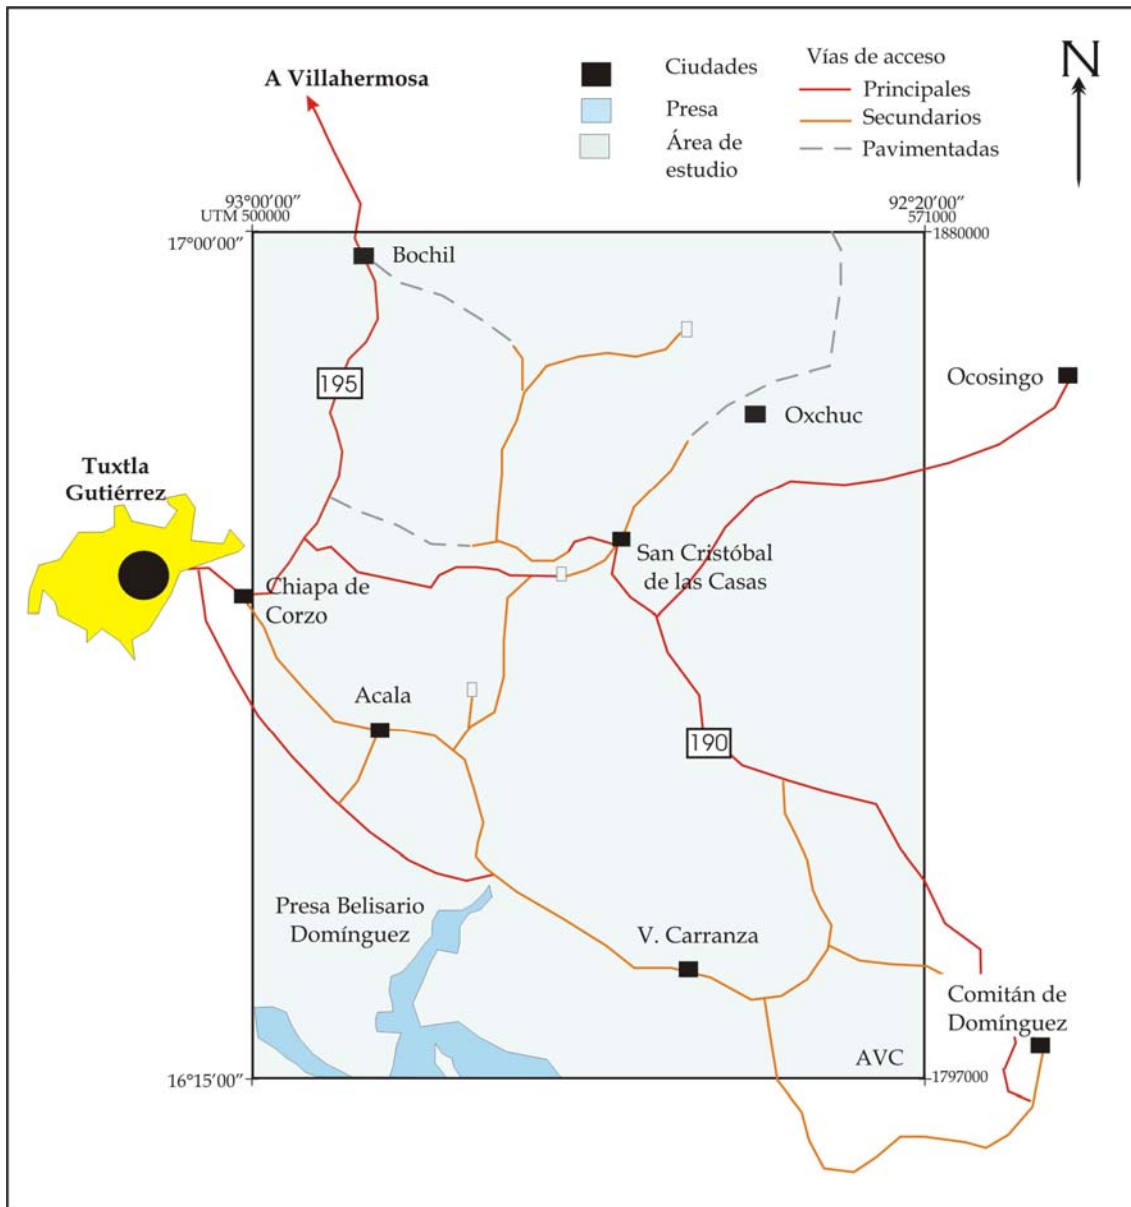 A Villahermosa
Ciudades
Presa
Área de
estudio
Vías de acceso
Principales
Secundarios
Pavimentadas
N
93°00'00"
UTM 500000
92°20'00"
571000
17°00'00"
1880000
Bochil
195
Ocosingo
Oxchuc
Tuxtla
Gutiérrez
San Cristóbal
de las Casas
Chiapa de
Corzo
Acala
190
Presa Belisario
Domínguez
V. Carranza
Comitán de
Domínguez
AVC
16°15'00"
1797000